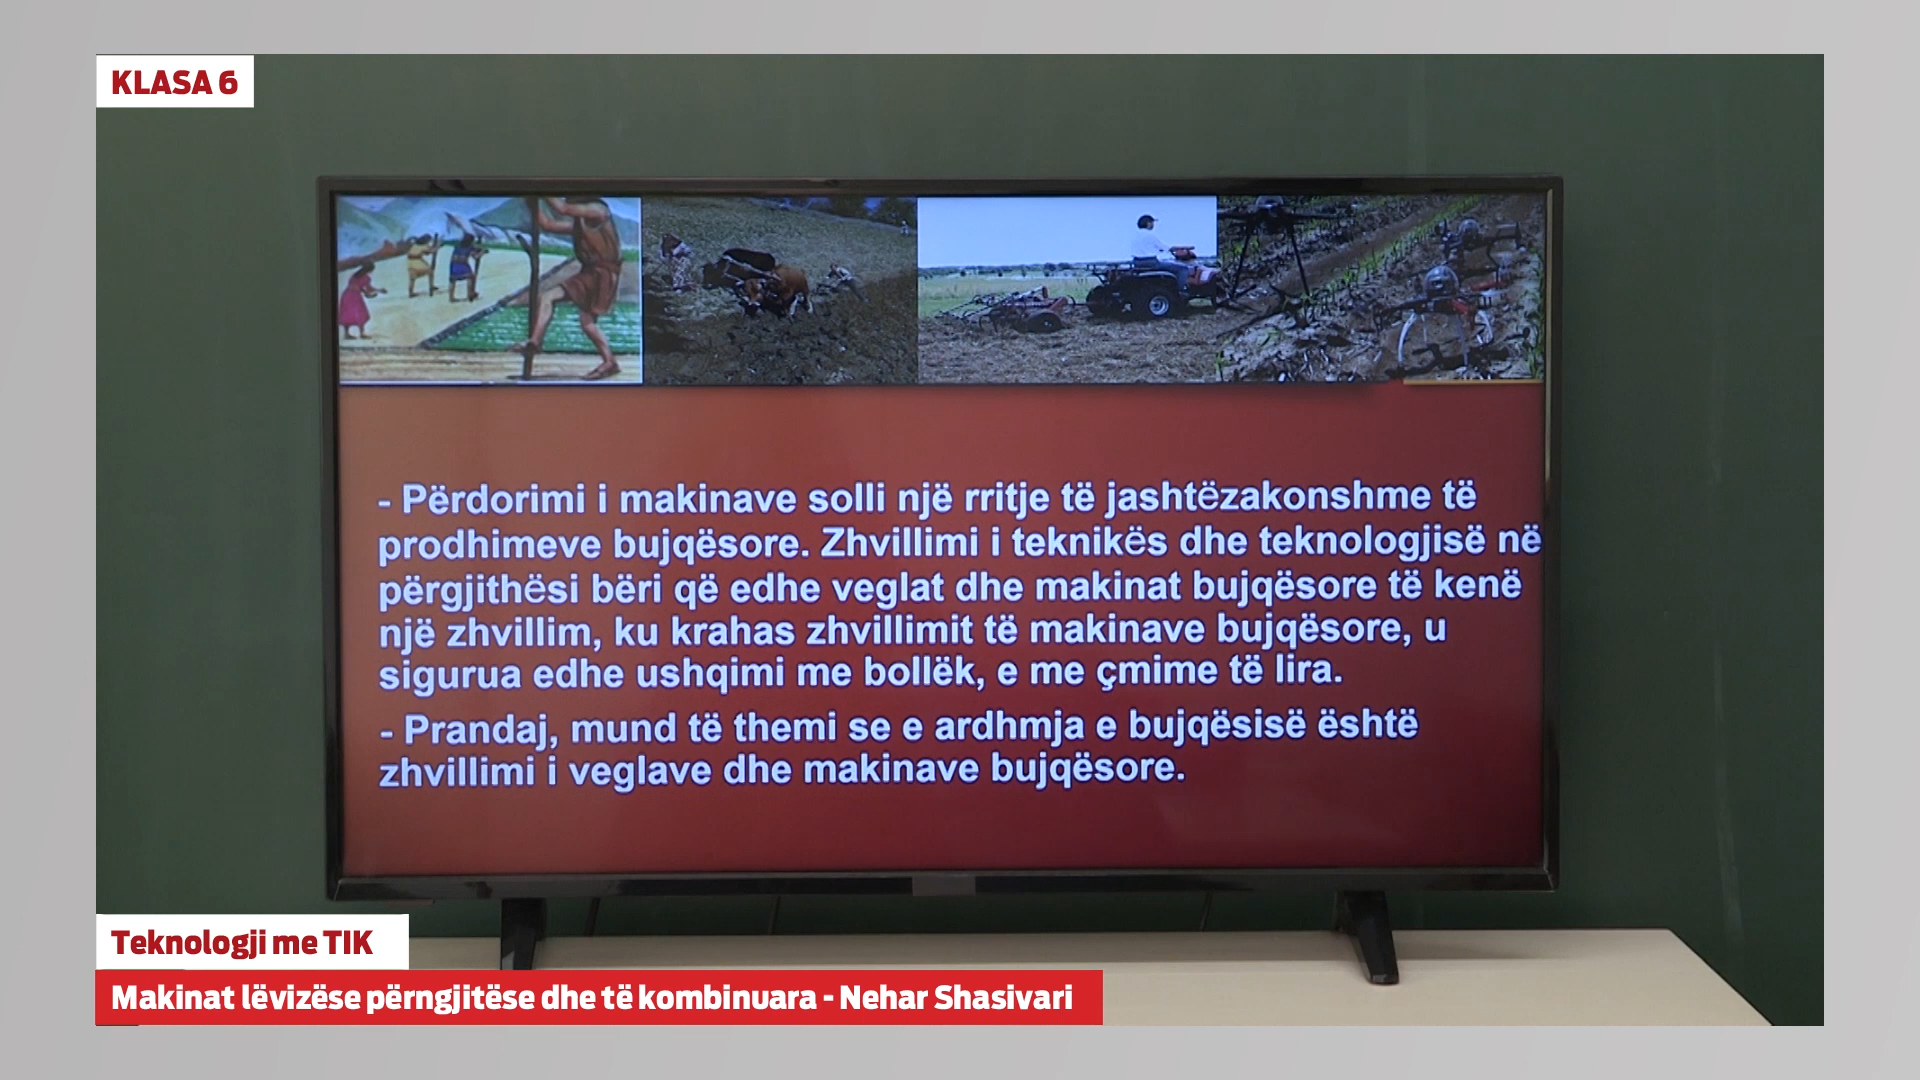 KLASA 6
- Përdorimi i makinave solli një rritje të jashtëzakonshme të
prodhimeve bujqësore. Zhvillimi i teknikës dhe teknologjisë në
përgjithësi bëri që edhe veglat dhe makinat bujqësore të kenë
një zhvillim, ku krahas zhvillimit të makinave bujqësore, u
sigurua edhe ushqimi me bollëk, e me çmime të lira.
- Prandaj, mund të themi se e ardhmja e bujqësisë është
zhvillimi i veglave dhe makinave bujqësore.
Teknologji me TIK
Makinat lëvizëse përngjitëse dhe të kombinuara - Nehar Shasivari